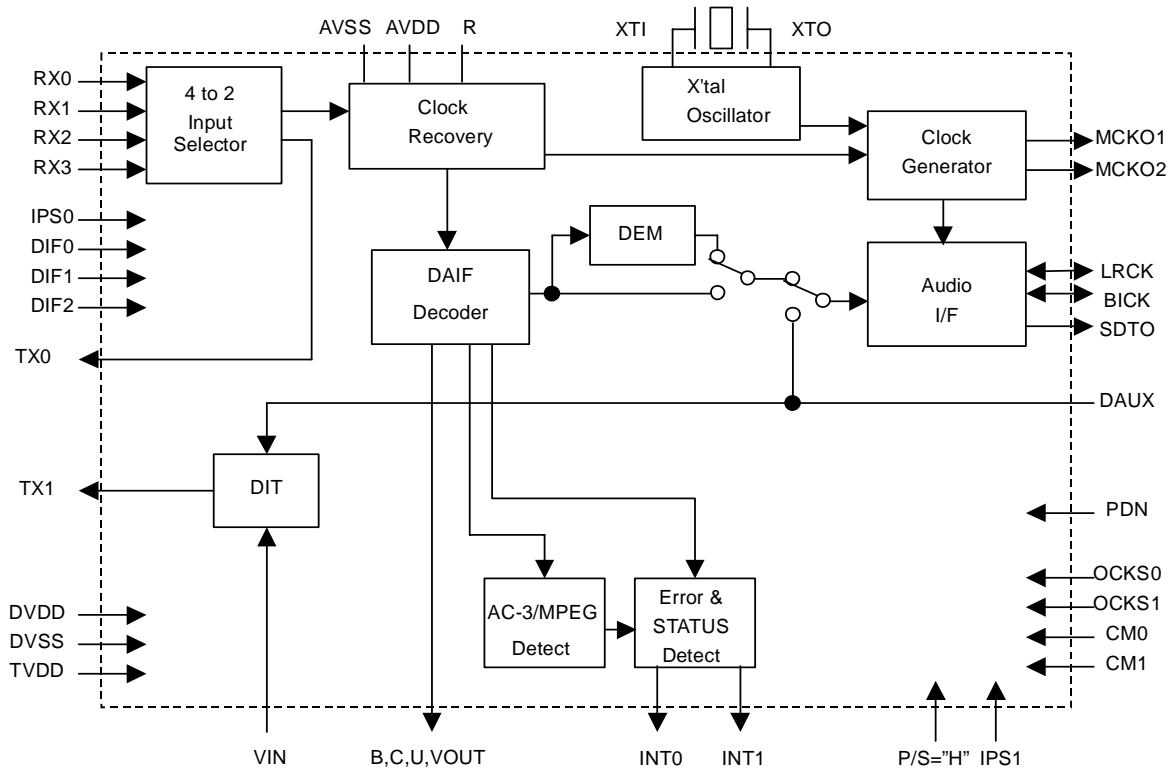 AVSS AVDD R
XTI XTO
RX0
RX1
RX2
RX3
4 to 2
Input
Selector
Clock
Recovery
X'tal
Oscillator
Clock
Generator
MCKO1
MCKO2
IPS0
DIF0
DIF1
DIF2
DAIF
Decoder
DEM
Audio
I/F
LRCK
BICK
SDTO
TX0
DAUX
TX1
DIT
PDN
AC-3/MPEG
Detect
Error &
STATUS
Detect
OCKS0
OCKS1
CM0
CM1
DVDD
DVSS
TVDD
VIN
B,C,U,VOUT
INT0
INT1
P/S="H"
IPS1